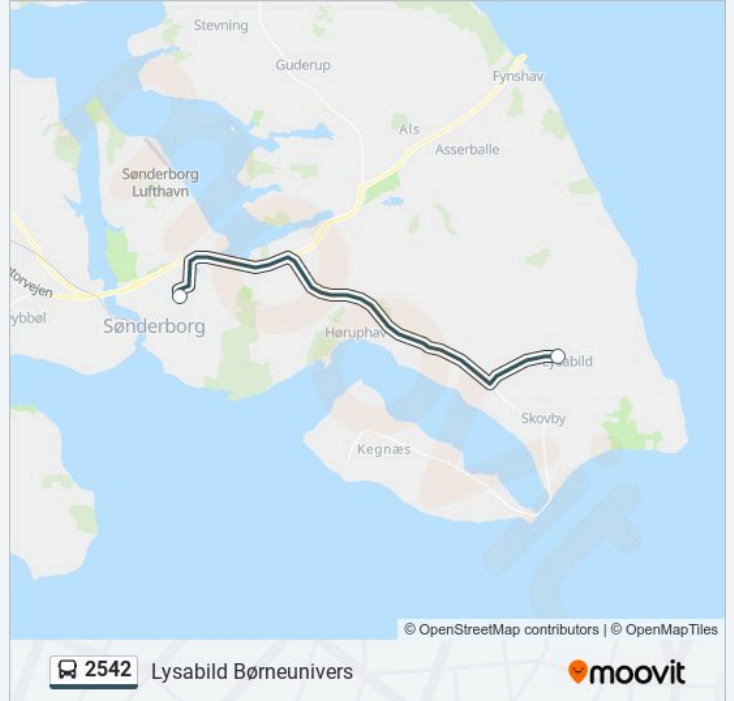 Stevning
Guderup
Fynshav
Als
Asserballe
Sønderborg
Lufthavn
torvejen
ybbøl
Sønderborg
Høruphav
Lysabild
Skovby
Kegnæs
© OpenStreetMap contributors | © OpenMapTiles
2542 Lysabild Børneunivers
moovit